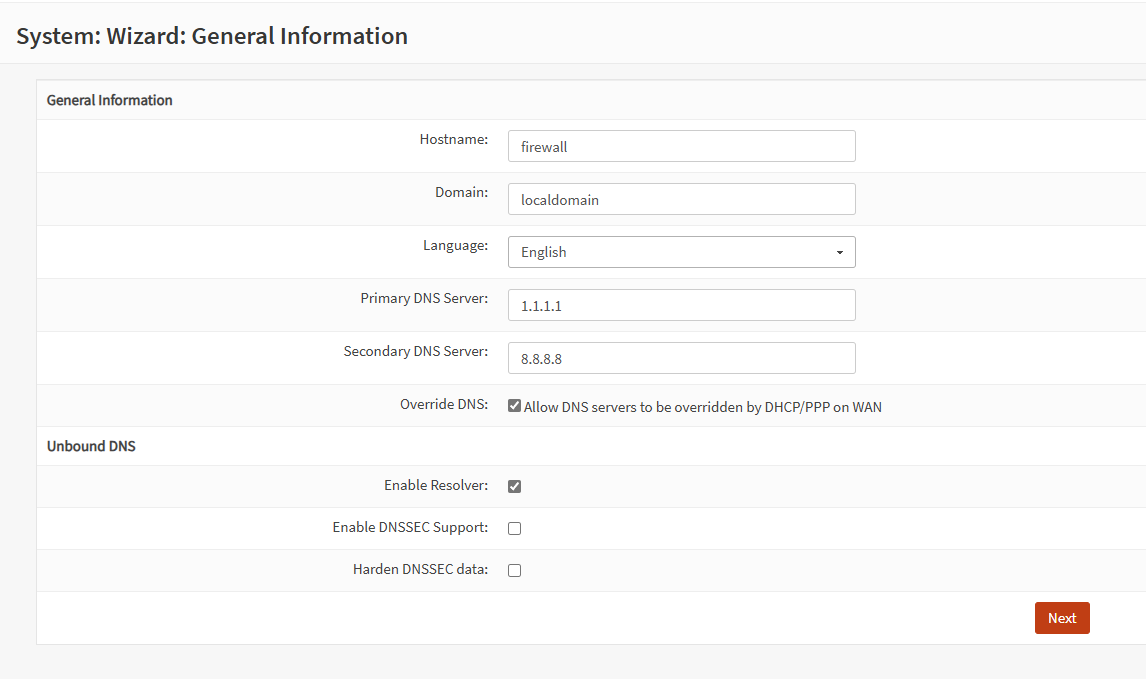 System: Wizard: General Information
General Information
Hostname: firewall
Domain: localdomain
Language: English
Primary DNS Server: 1.1.1.1
Secondary DNS Server: 8.8.8.8
Override DNS: Allow DNS servers to be overridden by DHCP/PPP on WAN
Unbound DNS
Enable Resolver:
Enable DNSSEC Support:
Harden DNSSEC data:
Next